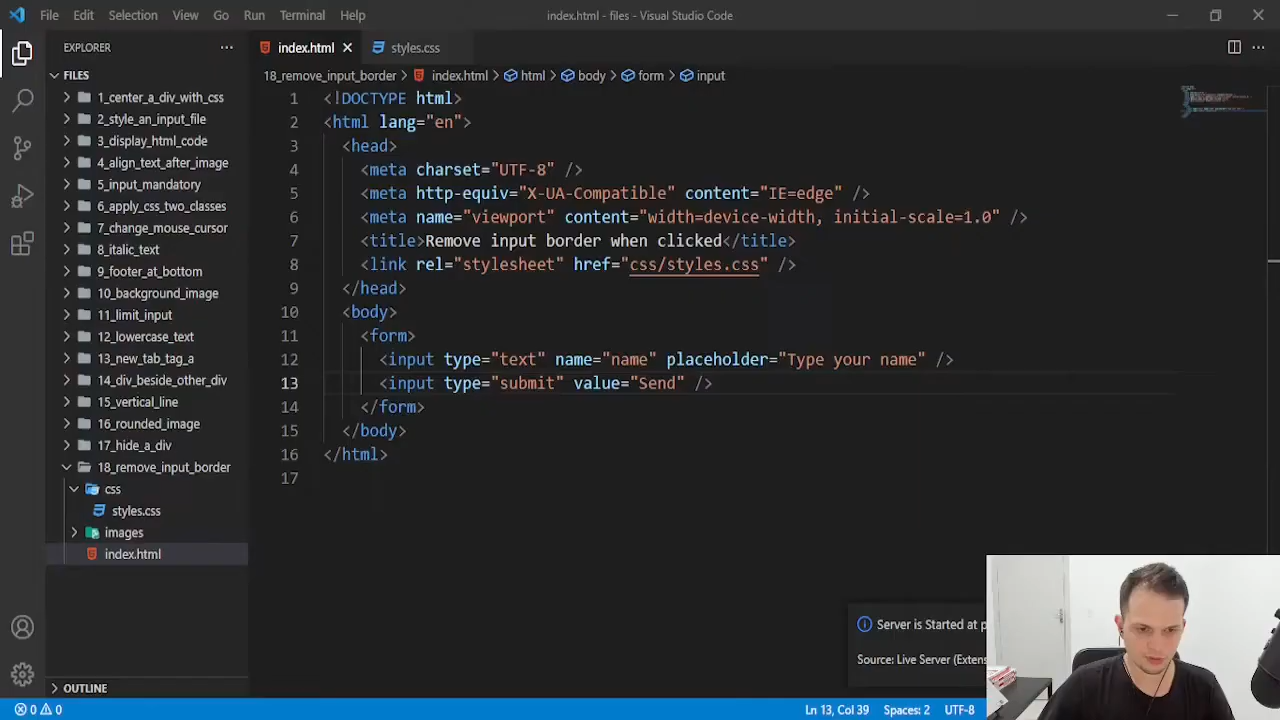 File Edit Selection View Go Run Terminal Help index.html - files - Visual Studio Code
EXPLORER
FILES
1_center_a_div_with_css
2_style_an_input_file
3_display_html_code
4_align_text_after_image
5_input_mandatory
6_apply_css_two_classes
7_change_mouse_cursor
8_italic_text
9_footer_at_bottom
10_background_image
11_limit_input
12_lowercase_text
13_new_tab_tag_a
14_div_beside_other_div
15_vertical_line
16_rounded_image
17_hide_a_div
18_remove_input_border
css
styles.css
images
index.html
OUTLINE
index.html styles.css
18_remove_input_border > index.html > html > body > form > input
1 <!DOCTYPE html>
2 <html lang="en">
3 <head>
4 <meta charset="UTF-8" />
5 <meta http-equiv="X-UA-Compatible" content="IE=edge" />
6 <meta name="viewport" content="width=device-width, initial-scale=1.0" />
7 <title>Remove input border when clicked</title>
8 <link rel="stylesheet" href="css/styles.css" />
9 </head>
10 <body>
11 <form>
12 <input type="text" name="name" placeholder="Type your name" />
13 <input type="submit" value="Send" />
14 </form>
15 </body>
16 </html>
17
Server is Started at p
Source: Live Server (Exten
0 0 Ln 13, Col 39 Spaces: 2 UTF-8